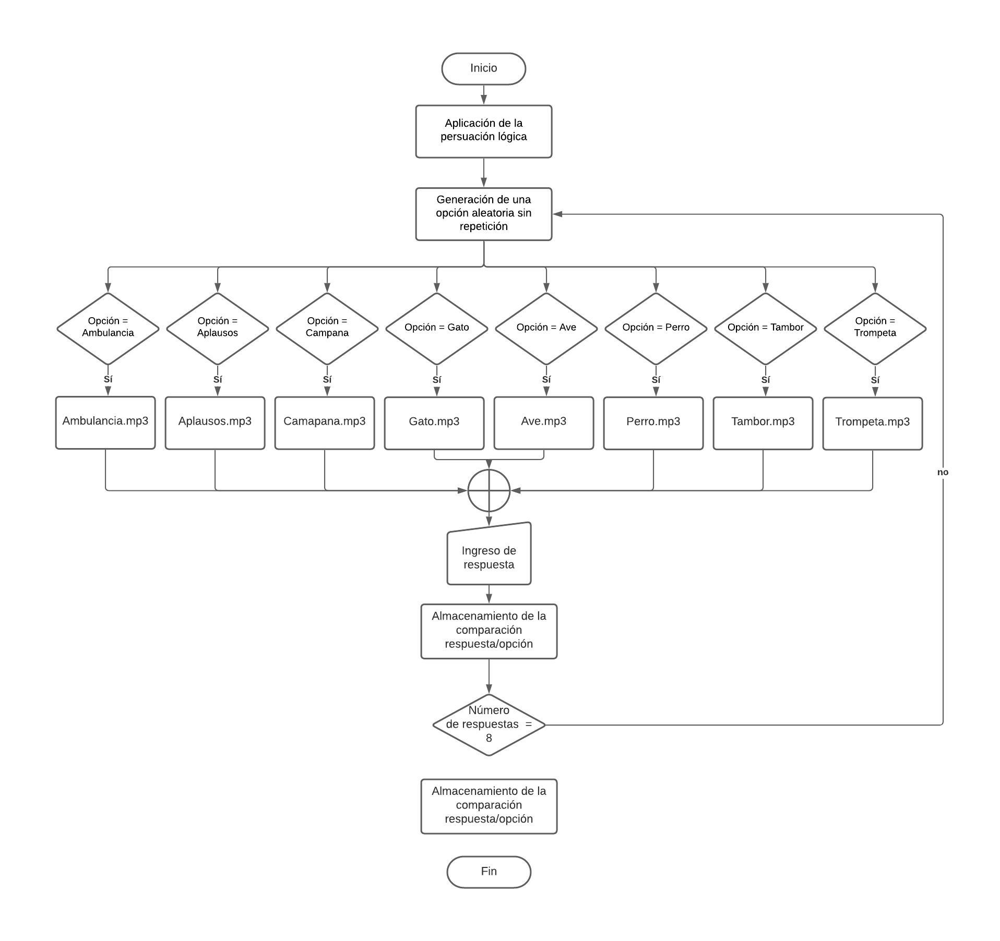 Inicio
Aplicación de la
persuación lógica
Generación de una
opción aleatoria sin
repetición
Opción =
Ambulancia
Opción =
Aplausos
Opción =
Campana
Opción = Gato
Opción = Ave
Opción = Perro
Opción = Tambor
Opción =
Trompeta
Sí
Sí
Sí
Sí
Sí
Sí
Sí
Sí
Ambulancia.mp3
Aplausos.mp3
Camapana.mp3
Gato.mp3
Ave.mp3
Perro.mp3
Tambor.mp3
Trompeta.mp3
no
Ingreso de
respuesta
Almacenamiento de la
comparación
respuesta/opción
Número
de respuestas =
8
Almacenamiento de la
comparación
respuesta/opción
Fin